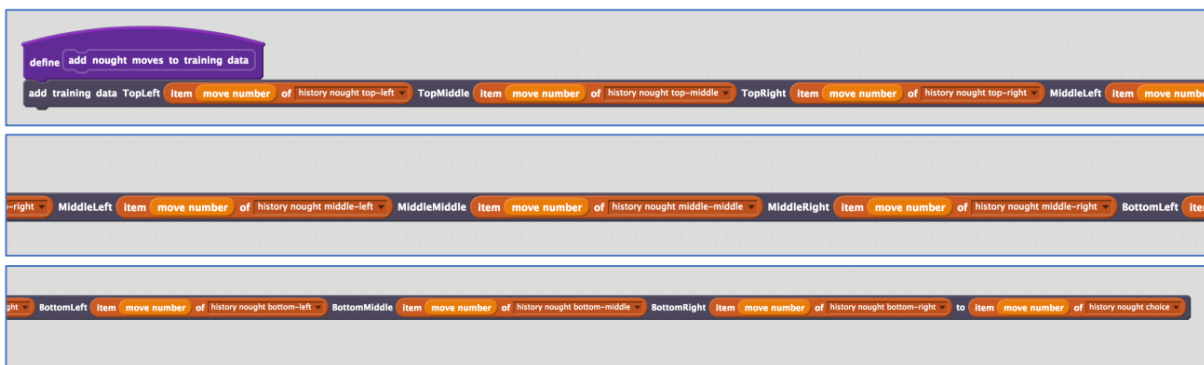 define add nought moves to training data
add training data TopLeft item move number of history nought top-left TopMiddle item move number of history nought top-middle TopRight item move number of history nought top-right MiddleLeft item move numbe
-right MiddleLeft item move number of history nought middle-left MiddleMiddle item move number of history nought middle-middle MiddleRight item move number of history nought middle-right BottomLeft ite
ght BottomLeft item move number of history nought bottom-left BottomMiddle item move number of history nought bottom-middle BottomRight item move number of history nought bottom-right to item move number of history nought choice